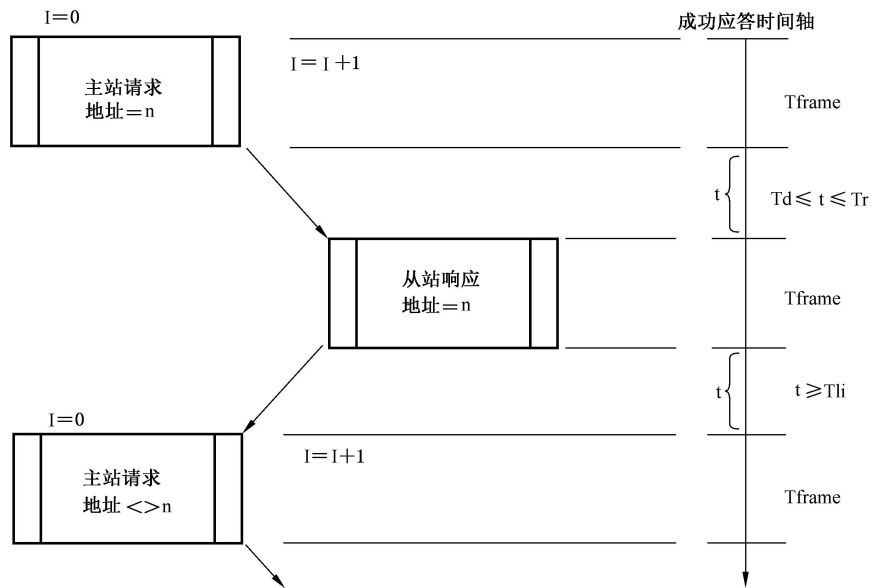 I=0
成功应答时间轴
主站请求
地址=n
I= I +1
Tframe
t
Td≤ t ≤ Tr
从站响应
地址=n
Tframe
t
t ≥Tli
I=0
主站请求
地址 <>n
I=I+1
Tframe